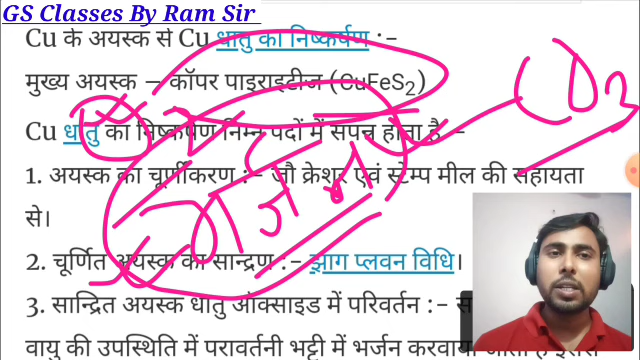 GS Classes By Ram Sir
Cu के अयस्क से Cu धातु का निष्कर्षण :-
मुख्य अयस्क – कॉपर पाइराइटीज (CuFeS2)
Cu धातु का निष्कर्षण निम्न पदों में संपन्न होता है :-
1. अयस्क का चूर्णीकरण :- जौ क्रेशर एवं स्टेम्प मील की सहायता
से।
2. चूर्णित अयस्क का सान्द्रण :- झाग प्लवन विधि।
3. सान्द्रित अयस्क धातु ऑक्साइड में परिवर्तन :-
वायु की उपस्थिति में परावर्तनी भट्टी में भर्जन करवाया जाता है